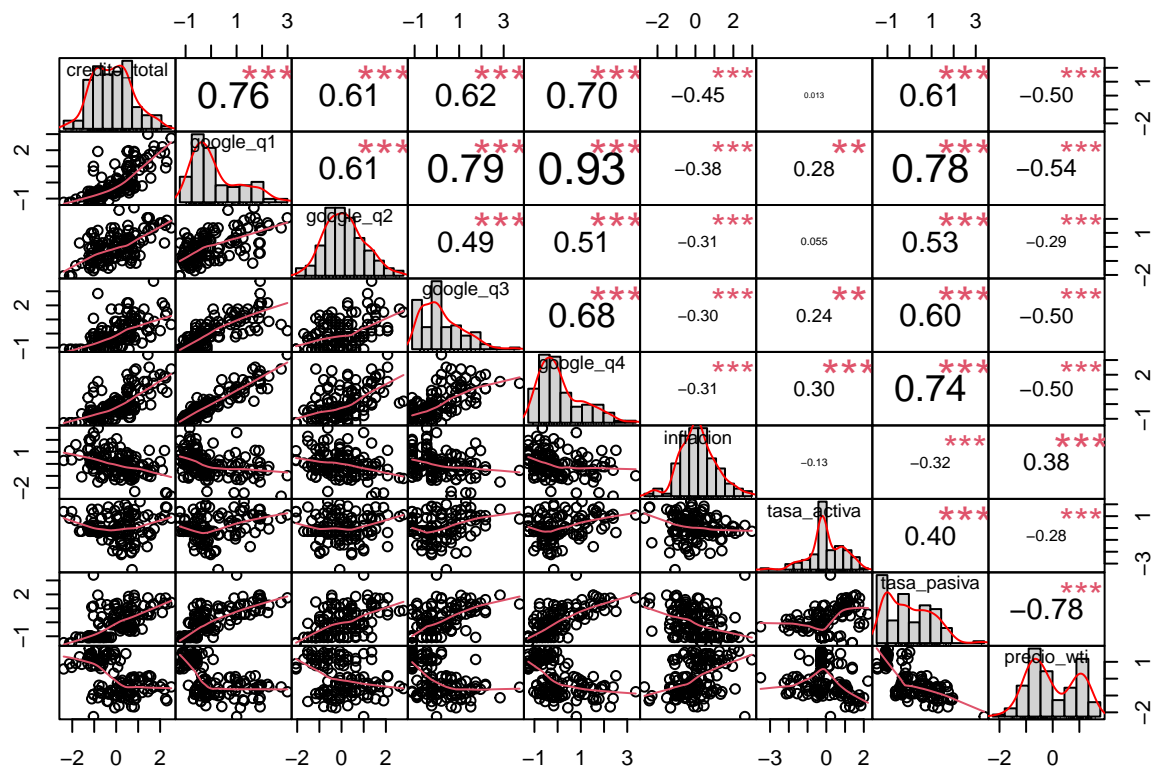 −1 1 3 −1 1 3 −2 0 2 −1 1 3
credito_total 0.76 *** 0.61 *** 0.62 *** 0.70 *** −0.45 *** 0.013 0.61 *** −0.50 *** −2 1
−1 2 google_q1 0.61 *** 0.79 *** 0.93 *** −0.38 *** 0.28 ** 0.78 *** −0.54 ***
google_q2 0.49 *** 0.51 *** −0.31 *** 0.055 0.53 *** −0.29 *** −2 1
−1 2 google_q3 0.68 *** −0.30 *** 0.24 ** 0.60 *** −0.50 ***
google_q4 −0.31 *** 0.30 *** 0.74 *** −0.50 *** −1 2
−2 1 inflacion −0.13 −0.32 *** 0.38 ***
tasa_activa 0.40 *** −0.28 *** −3 1
−1 2 tasa_pasiva −0.78 ***
precio_wti −2 1
−2 0 2 −2 0 2 −1 1 3 −3 0 2 −2 0